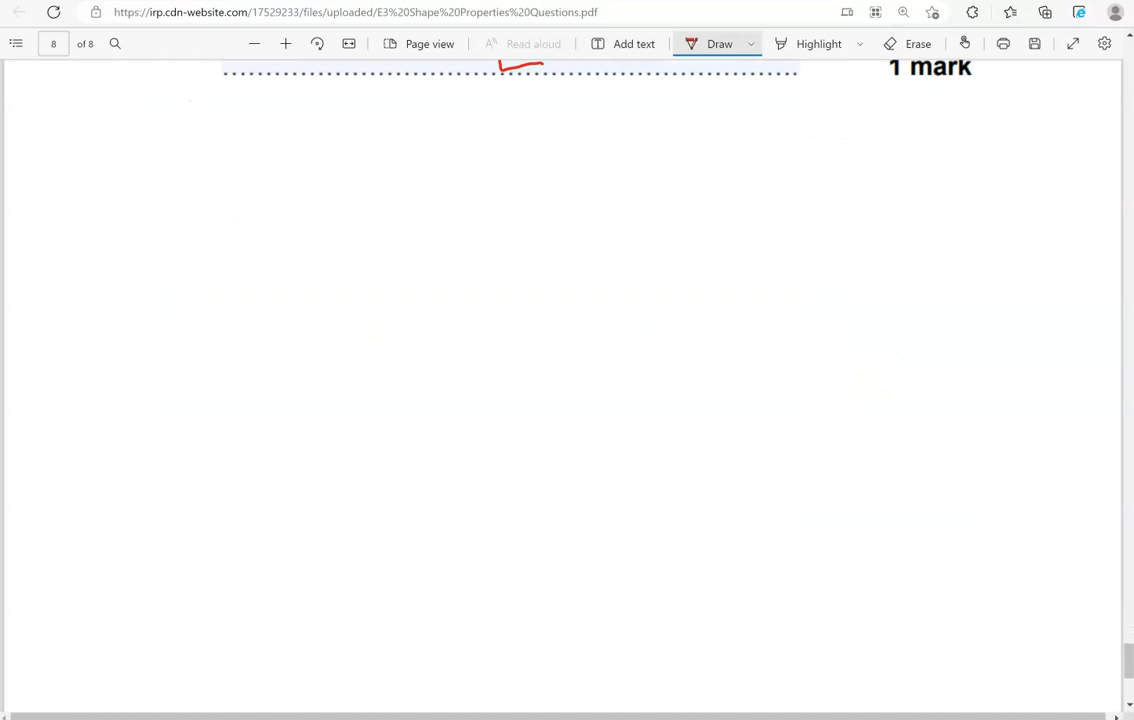 https://irp.cdn-website.com/17529233/files/uploaded/E3%20Shape%20Properties%20Questions.pdf
8 of 8 Page view Read aloud Add text Draw Highlight Erase
1 mark